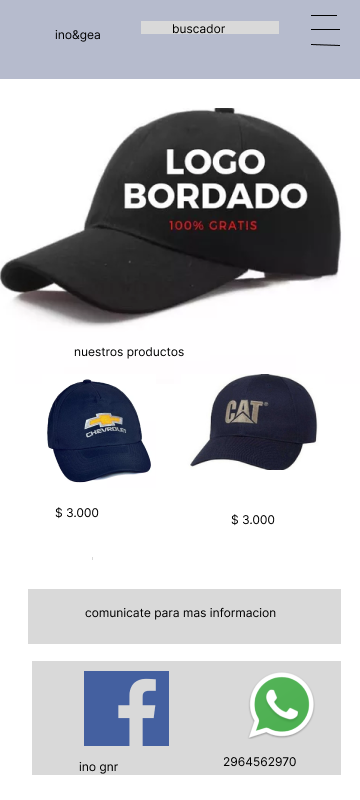 ino&gea
buscador
LOGO
BORDADO
100% GRATIS
nuestros productos
CHEVROLET
CAT®
$ 3.000
$ 3.000
comunicate para mas informacion
ino gnr
2964562970